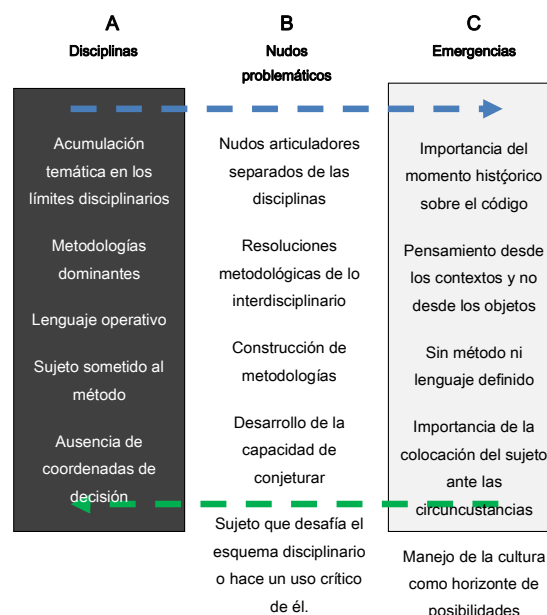 A
Disciplinas
Acumulación
temática en los
límites disciplinarios
Metodologías
dominantes
Lenguaje operativo
Sujeto sometido al
método
Ausencia de
coordenadas de
decisión
B
Nudos
problemáticos
Nudos articuladores
separados de las
disciplinas
Resoluciones
metodológicas de lo
interdisciplinario
Construcción de
metodologías
Desarrollo de la
capacidad de
conjeturar
Sujeto que desafía el
esquema disciplinario
o hace un uso crítico
de él.
C
Emergencias
Importancia del
momento histçorico
sobre el código
Pensamiento desde
los contextos y no
desde los objetos
Sin método ni
lenguaje definido
Importancia de la
colocación del sujeto
ante las
circuncustancias
Manejo de la cultura
como horizonte de
posibilidades